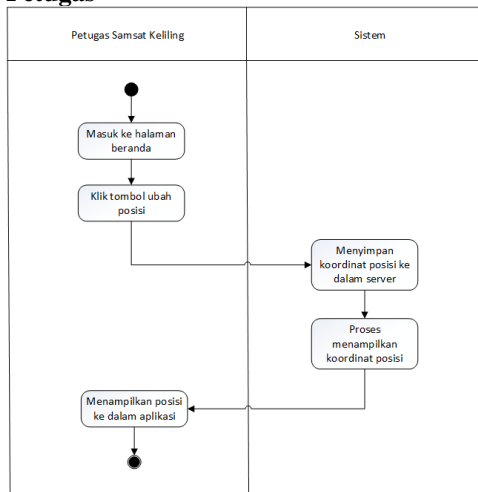 Petugas
Petugas Samsat Keliling
Sistem
Masuk ke halaman
beranda
Klik tombol ubah
posisi
Menyimpan
koordinat posisi ke
dalam server
Proses
menampilkan
koordinat posisi
Menampilkan posisi
ke dalam aplikasi